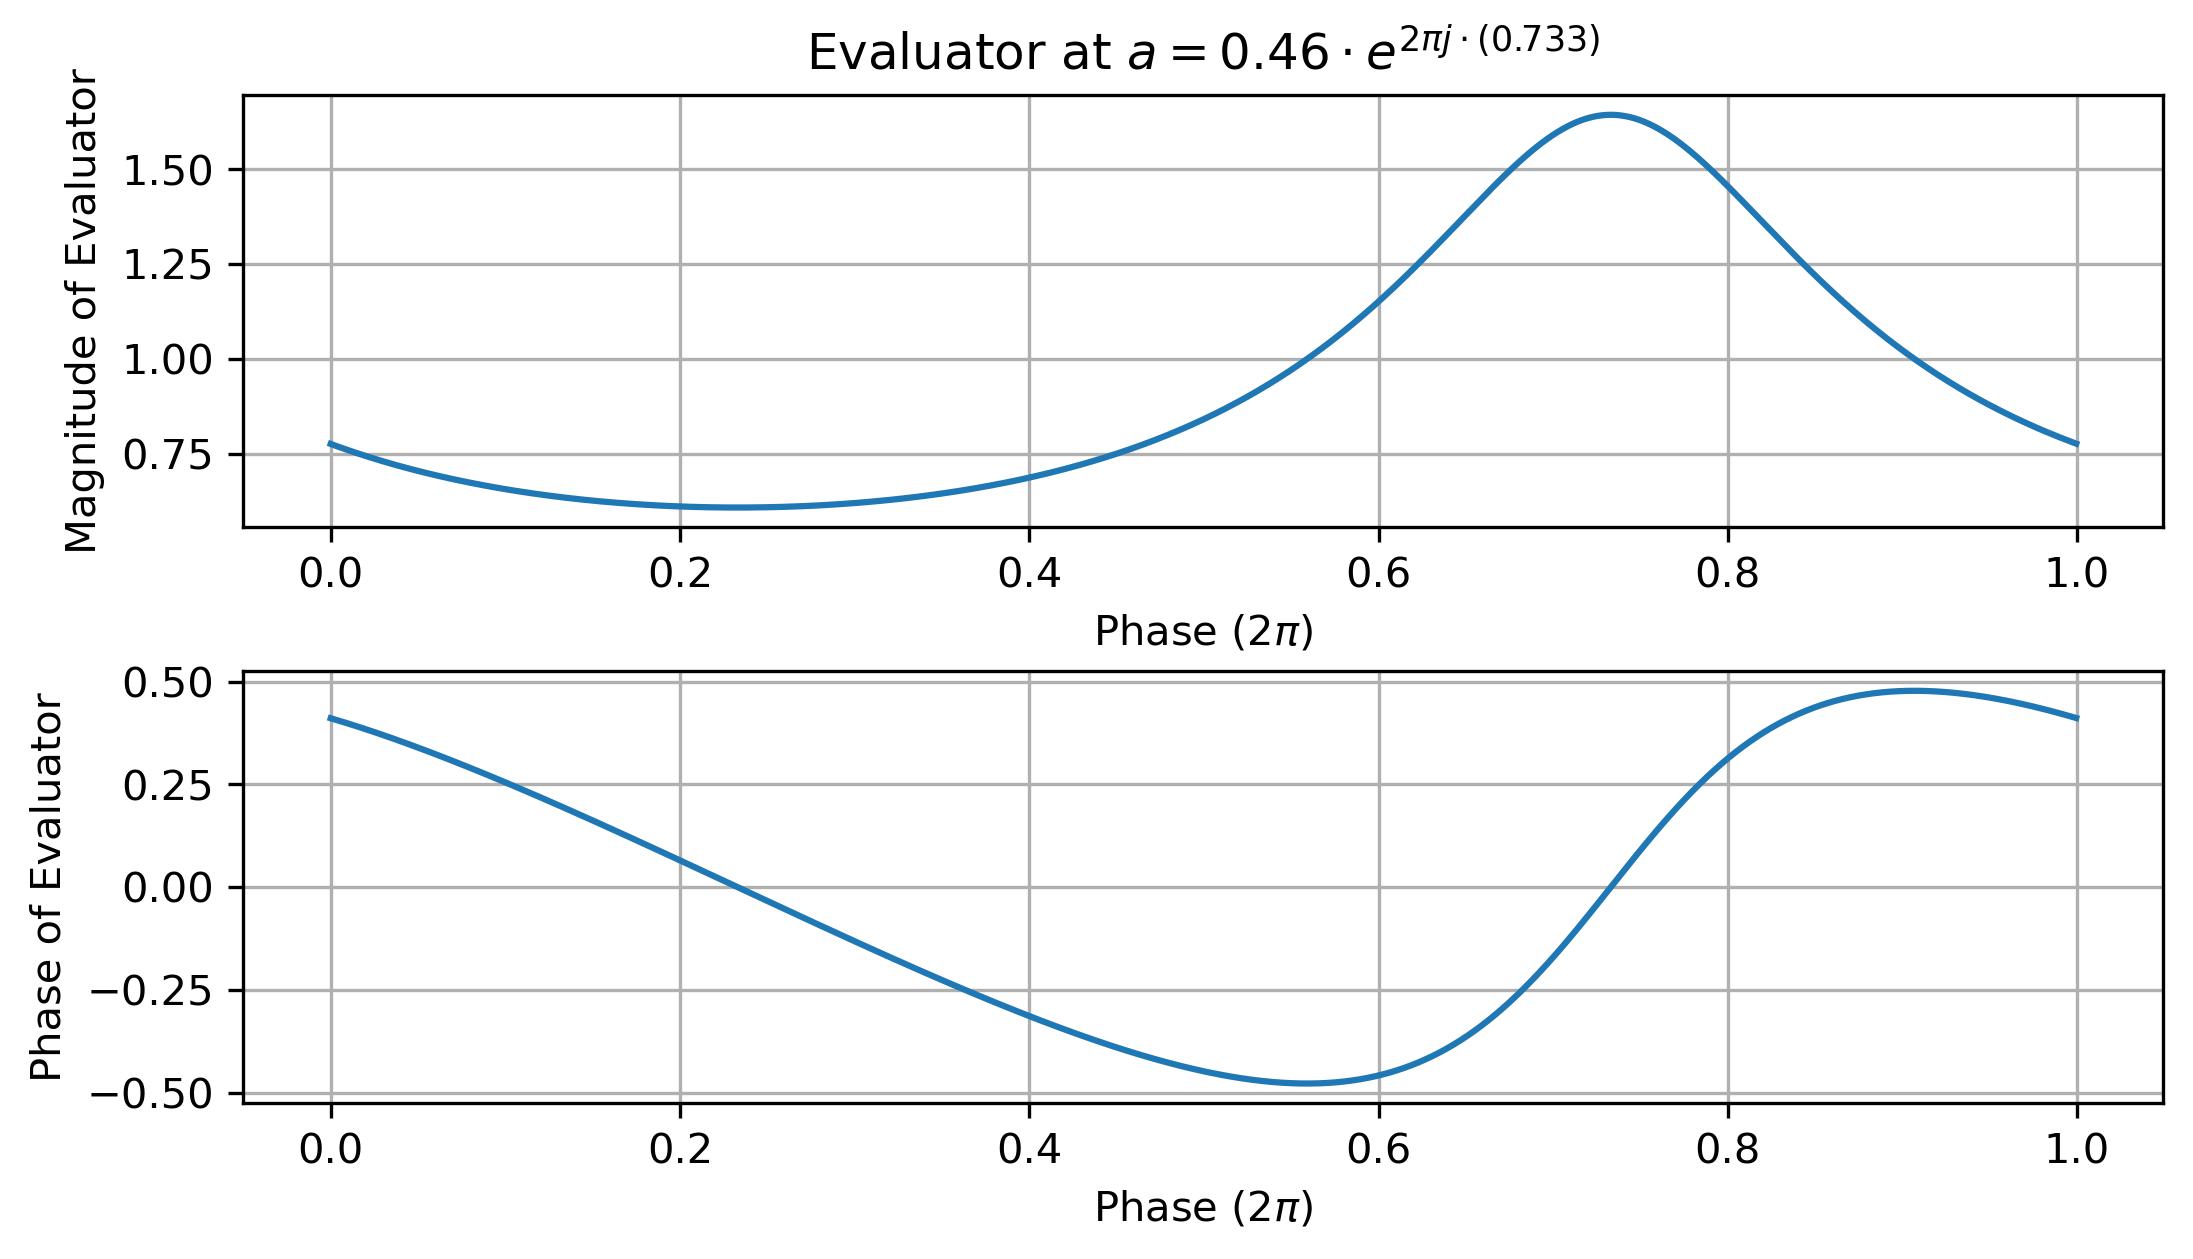 Evaluator at a = 0.46 · e^{2πj · (0.733)}
Magnitude of Evaluator
1.50
1.25
1.00
0.75
0.0 0.2 0.4 0.6 0.8 1.0
Phase (2π)
Phase of Evaluator
0.50
0.25
0.00
−0.25
−0.50
0.0 0.2 0.4 0.6 0.8 1.0
Phase (2π)